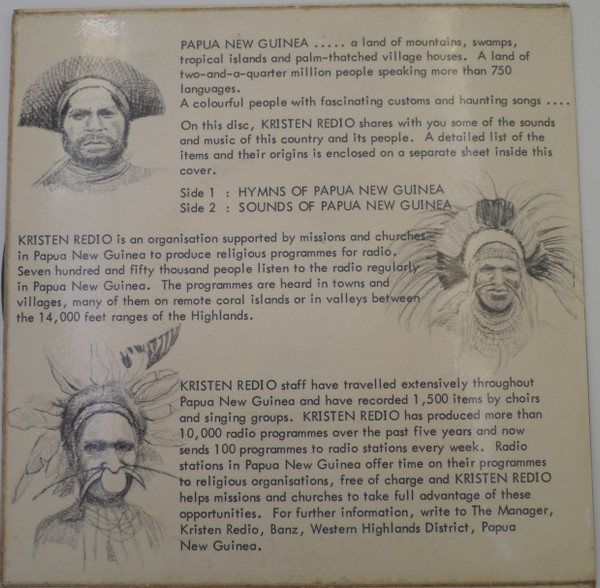 PAPUA NEW GUINEA ..... a land of mountains, swamps,
tropical islands and palm-thatched village houses. A land of
two-and-a-quarter million people speaking more than 750
languages.
A colourful people with fascinating customs and haunting songs ....
On this disc, KRISTEN REDIO shares with you some of the sounds
and music of this country and its people. A detailed list of the
items and their origins is enclosed on a separate sheet inside this
cover.
Side 1 : HYMNS OF PAPUA NEW GUINEA
Side 2 : SOUNDS OF PAPUA NEW GUINEA
KRISTEN REDIO is an organisation supported by missions and churches
in Papua New Guinea to produce religious programmes for radio.
Seven hundred and fifty thousand people listen to the radio regularly
in Papua New Guinea. The programmes are heard in towns and
villages, many of them on remote coral islands or in valleys between
the 14,000 feet ranges of the Highlands.
KRISTEN REDIO staff have travelled extensively throughout
Papua New Guinea and have recorded 1,500 items by choirs
and singing groups. KRISTEN REDIO has produced more than
10,000 radio programmes over the past five years and now
sends 100 programmes to radio stations every week. Radio
stations in Papua New Guinea offer time on their programmes
to religious organisations, free of charge and KRISTEN REDIO
helps missions and churches to take full advantage of these
opportunities. For further information, write to The Manager,
Kristen Redio, Banz, Western Highlands District, Papua
New Guinea.